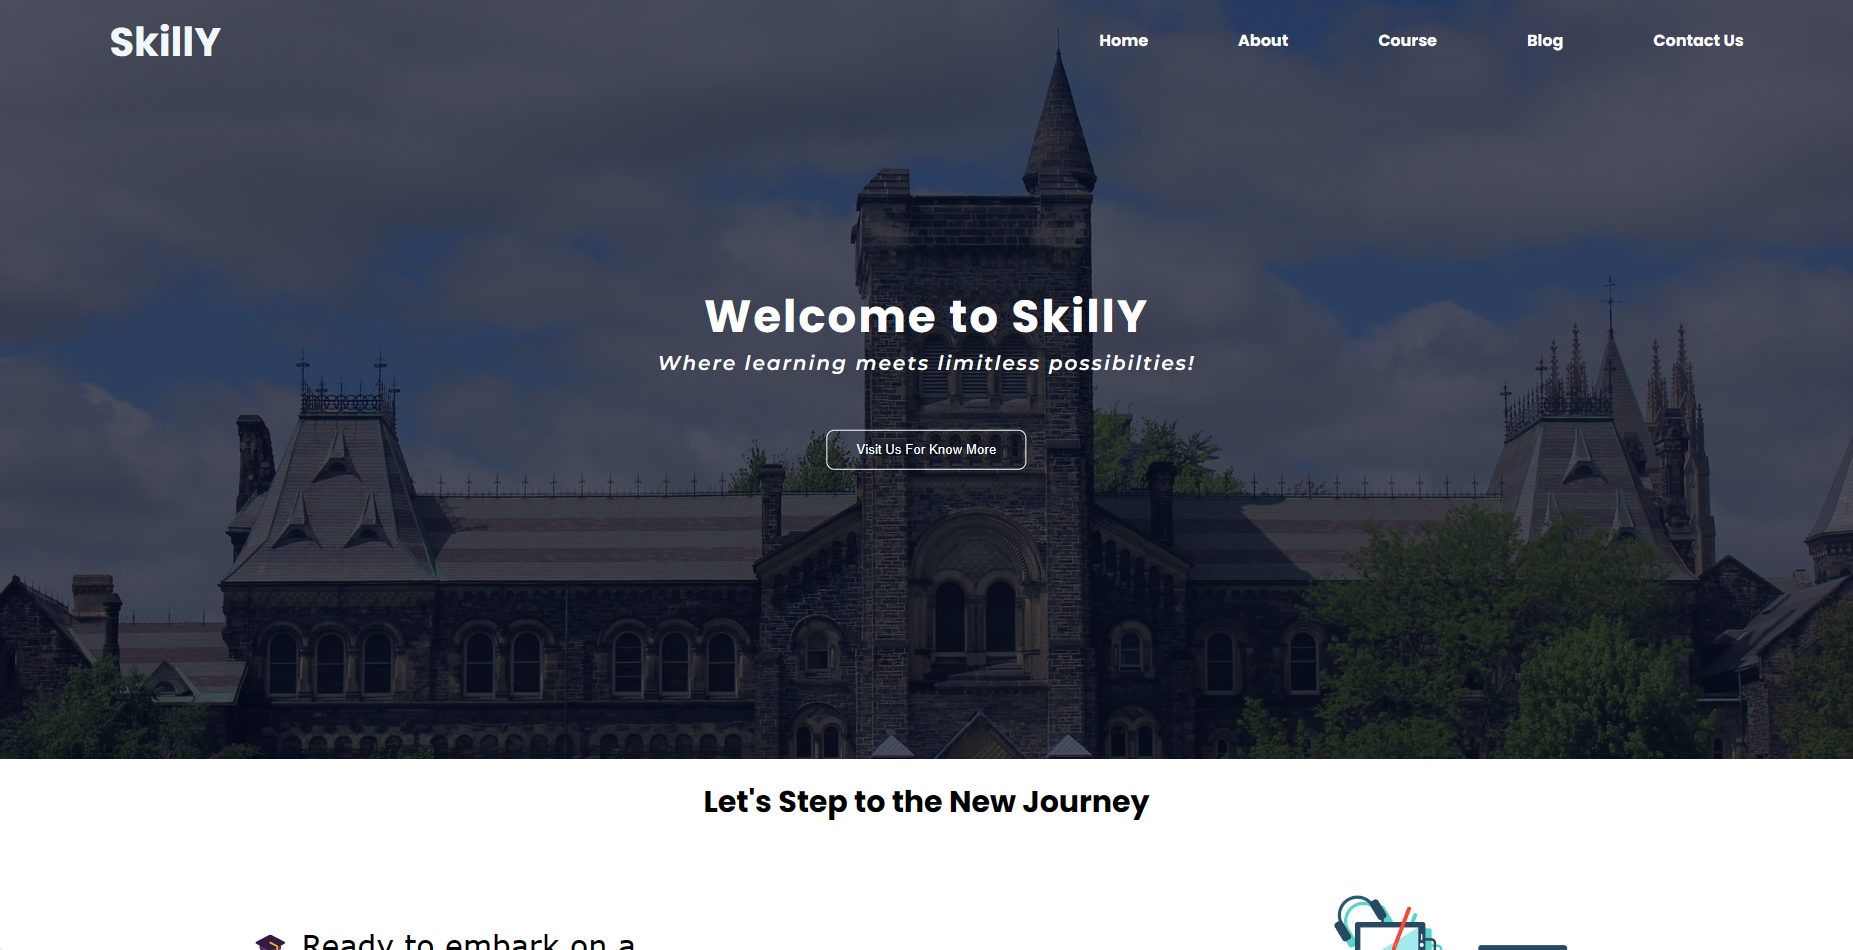 SkillY
Home About Course Blog Contact Us
Welcome to SkillY
Where learning meets limitless possibilties!
Visit Us For Know More
Let's Step to the New Journey
🎓 Ready to embark on a